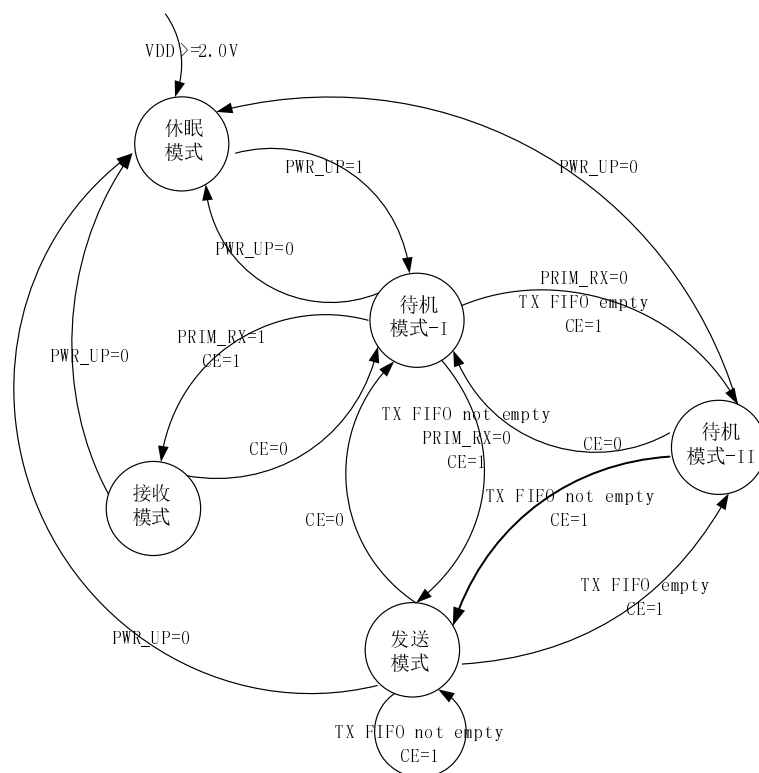 VDD >=2.0V
休眠
模式
PWR_UP=1
PWR_UP=0
PWR_UP=0
待机
模式-I
PRIM_RX=0
TX FIFO empty
CE=1
PRIM_RX=1
CE=1
PWR_UP=0
TX FIFO not empty
PRIM_RX=0
CE=1
待机
模式-II
CE=0
CE=0
接收
模式
TX FIFO not empty
CE=1
CE=0
TX FIFO empty
CE=1
发送
模式
PWR_UP=0
TX FIFO not empty
CE=1